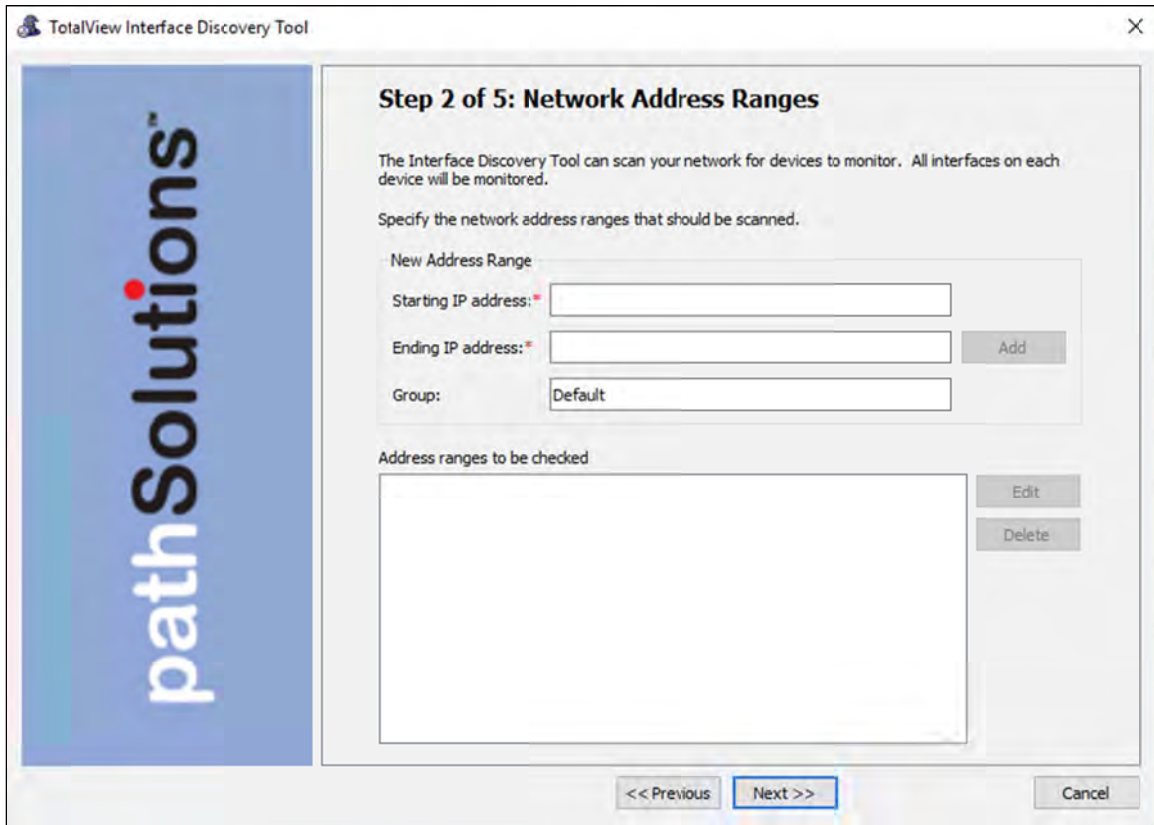 TotalView Interface Discovery Tool
pathSolutions™
Step 2 of 5: Network Address Ranges
The Interface Discovery Tool can scan your network for devices to monitor. All interfaces on each
device will be monitored.
Specify the network address ranges that should be scanned.
New Address Range
Starting IP address:*
Ending IP address:*
Add
Group:
Default
Address ranges to be checked
Edit
Delete
<< Previous
Next >>
Cancel